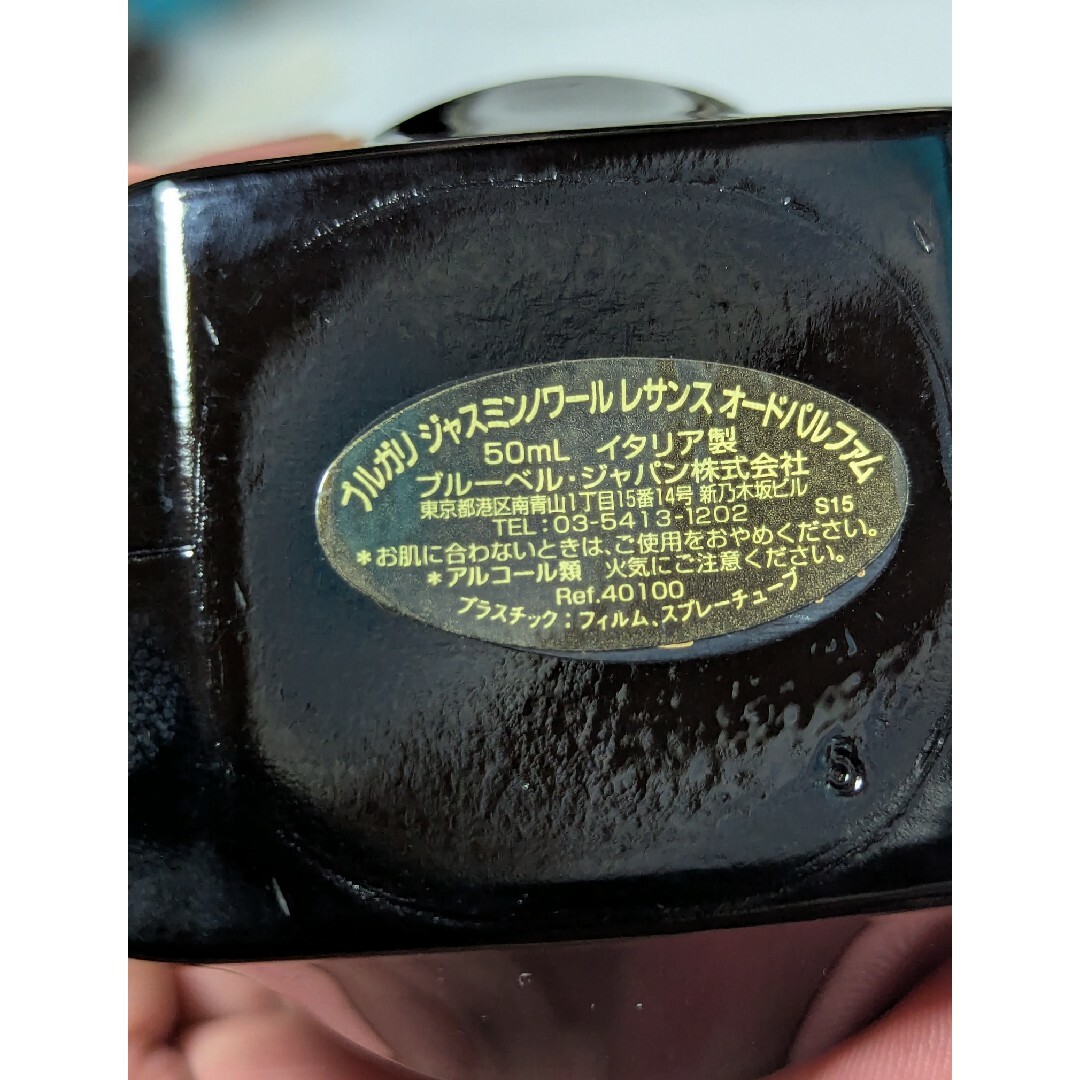 ブルガリ ジャスミンノワール レサンス オードパルファム
50mL イタリア製
ブルーベル・ジャパン株式会社
東京都港区南青山1丁目15番14号 新乃木坂ビル
S15
TEL:03-5413-1202
*お肌に合わないときは、ご使用をおやめください。
*アルコール類 火気にご注意ください。
Ref.40100
プラスチック:フィルム、スプレーチューブ
5